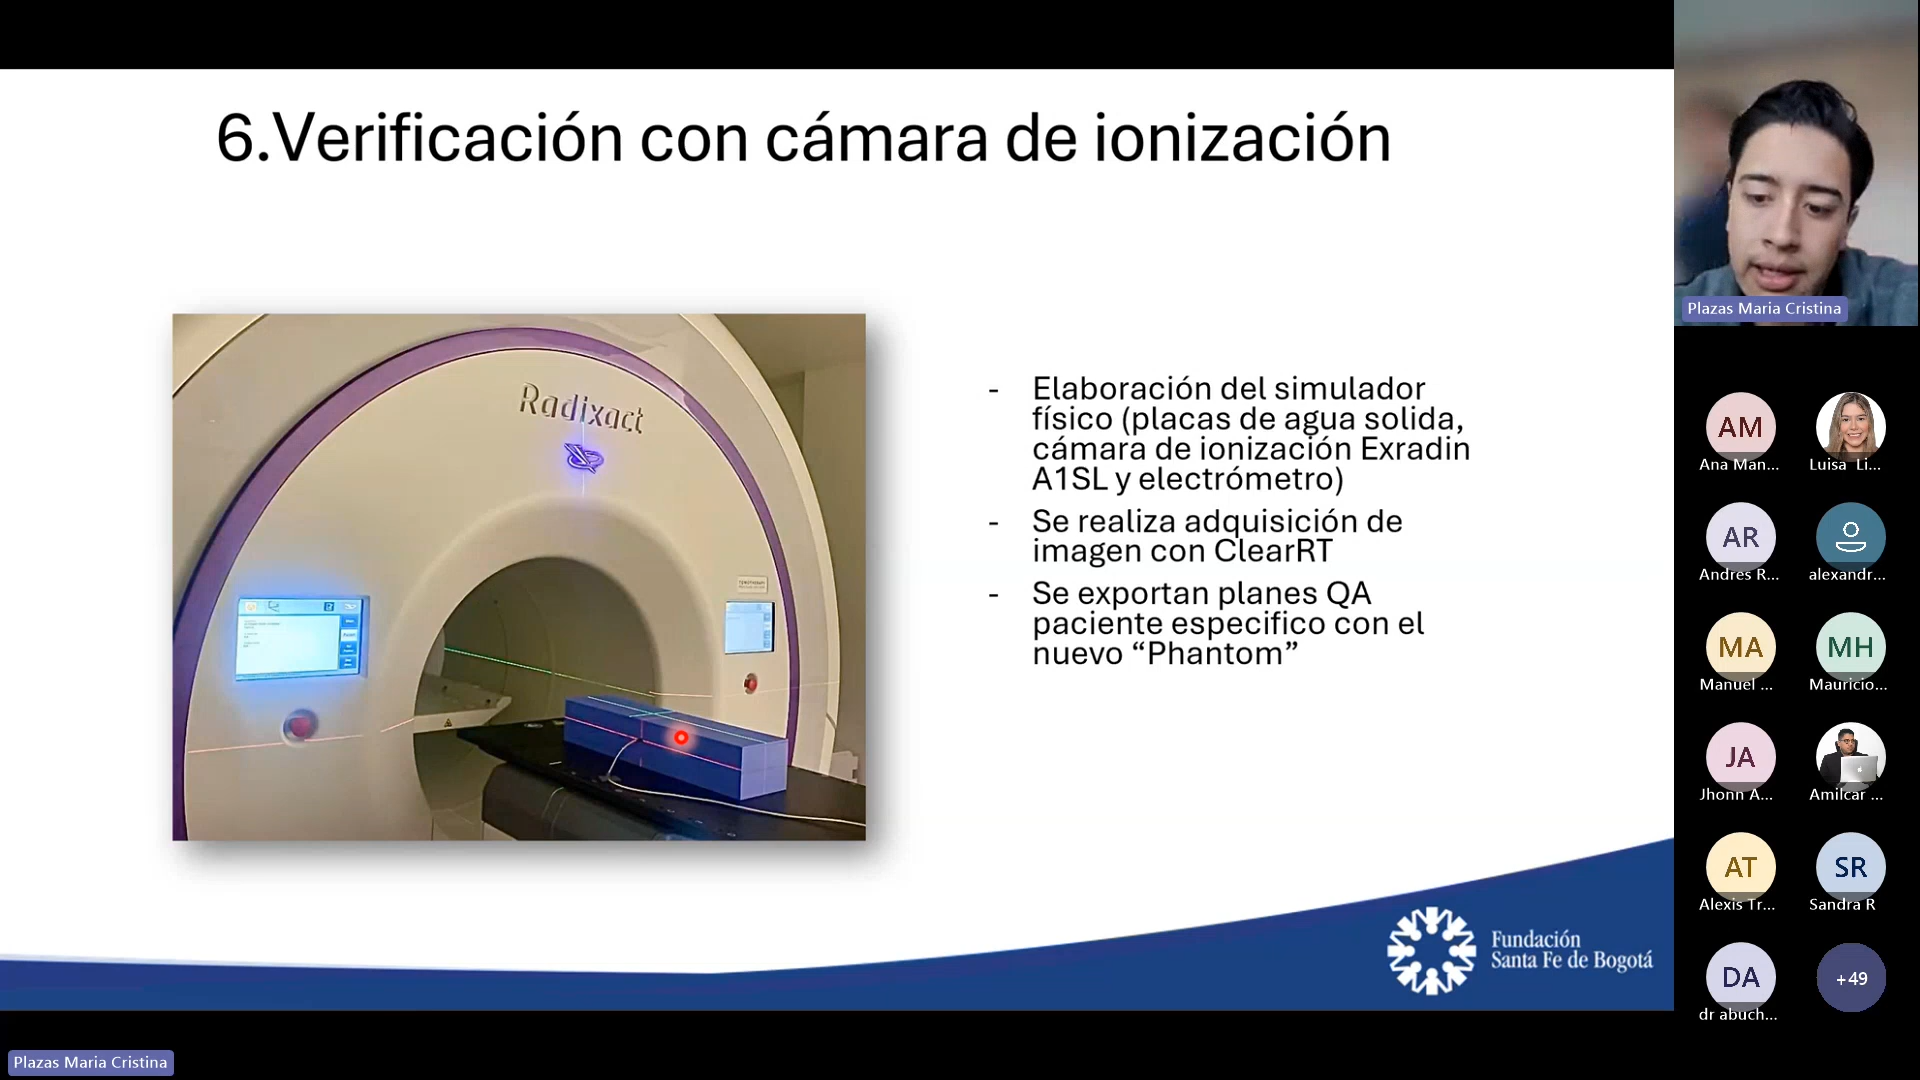 6.Verificación con cámara de ionización
Radixact
- Elaboración del simulador
físico (placas de agua solida,
cámara de ionización Exradin
A1SL y electrómetro)
- Se realiza adquisición de
imagen con ClearRT
- Se exportan planes QA
paciente especifico con el
nuevo “Phantom”
Fundación
Santa Fe de Bogotá
Plazas Maria Cristina
AM
Ana Man...
Luisa Li...
AR
Andres R...
alexandr...
MA
Manuel ...
MH
Mauricio...
JA
Jhonn A...
Amilcar ...
AT
Alexis Tr...
SR
Sandra R
DA
dr abuch...
+49
Plazas Maria Cristina